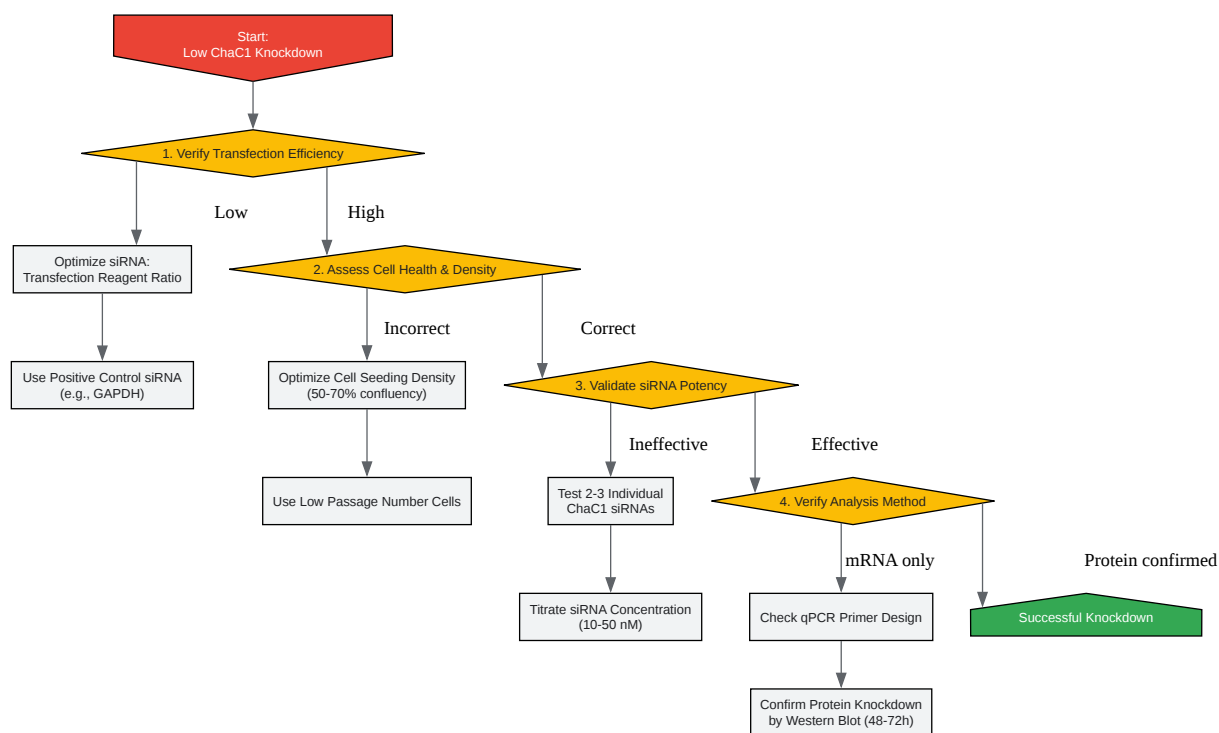 Start:
Low ChaC1 Knockdown
1. Verify Transfection Efficiency
Low
High
Optimize siRNA:
Transfection Reagent Ratio
2. Assess Cell Health & Density
Incorrect
Correct
Use Positive Control siRNA
(e.g., GAPDH)
Optimize Cell Seeding Density
(50-70% confluency)
3. Validate siRNA Potency
Ineffective
Effective
Use Low Passage Number Cells
Test 2-3 Individual
ChaC1 siRNAs
4. Verify Analysis Method
mRNA only
Protein confirmed
Titrate siRNA Concentration
(10-50 nM)
Check qPCR Primer Design
Successful Knockdown
Confirm Protein Knockdown
by Western Blot (48-72h)